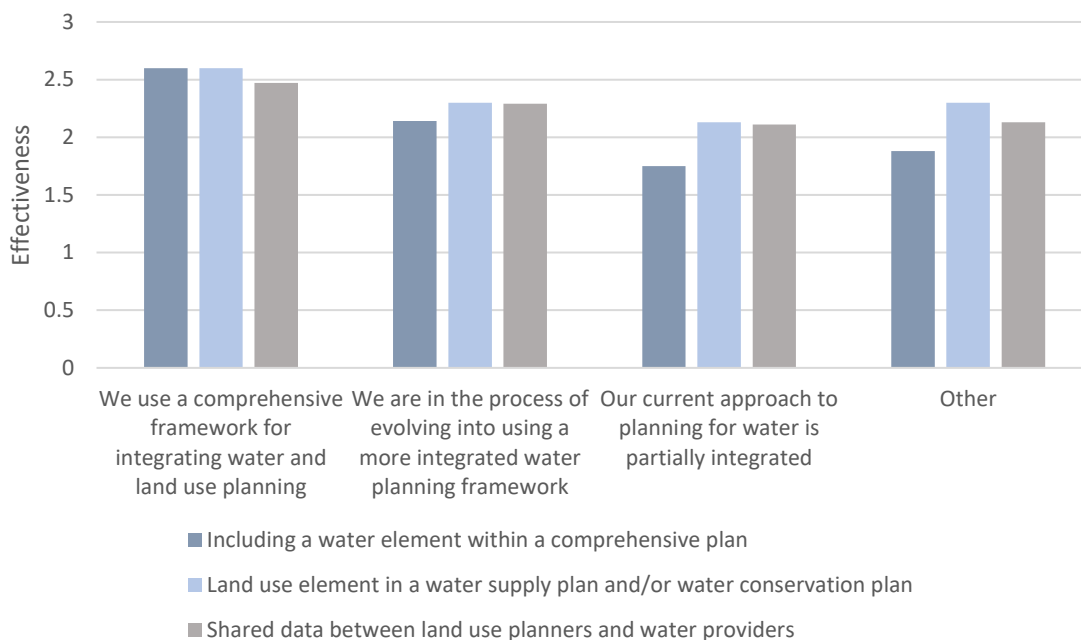 3
2.5
2
1.5
1
0.5
0
Effectiveness
We use a comprehensive
framework for
integrating water and
land use planning
We are in the process of
evolving into using a
more integrated water
planning framework
Our current approach to
planning for water is
partially integrated
Other
Including a water element within a comprehensive plan
Land use element in a water supply plan and/or water conservation plan
Shared data between land use planners and water providers